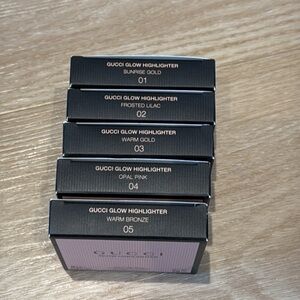 GUCCI GLOW HIGHLIGHTER
SUNRISE GOLD
01
GUCCI GLOW HIGHLIGHTER
FROSTED LILAC
02
GUCCI GLOW HIGHLIGHTER
WARM GOLD
03
GUCCI GLOW HIGHLIGHTER
OPAL PINK
04
GUCCI GLOW HIGHLIGHTER
WARM BRONZE
05
GUCCI